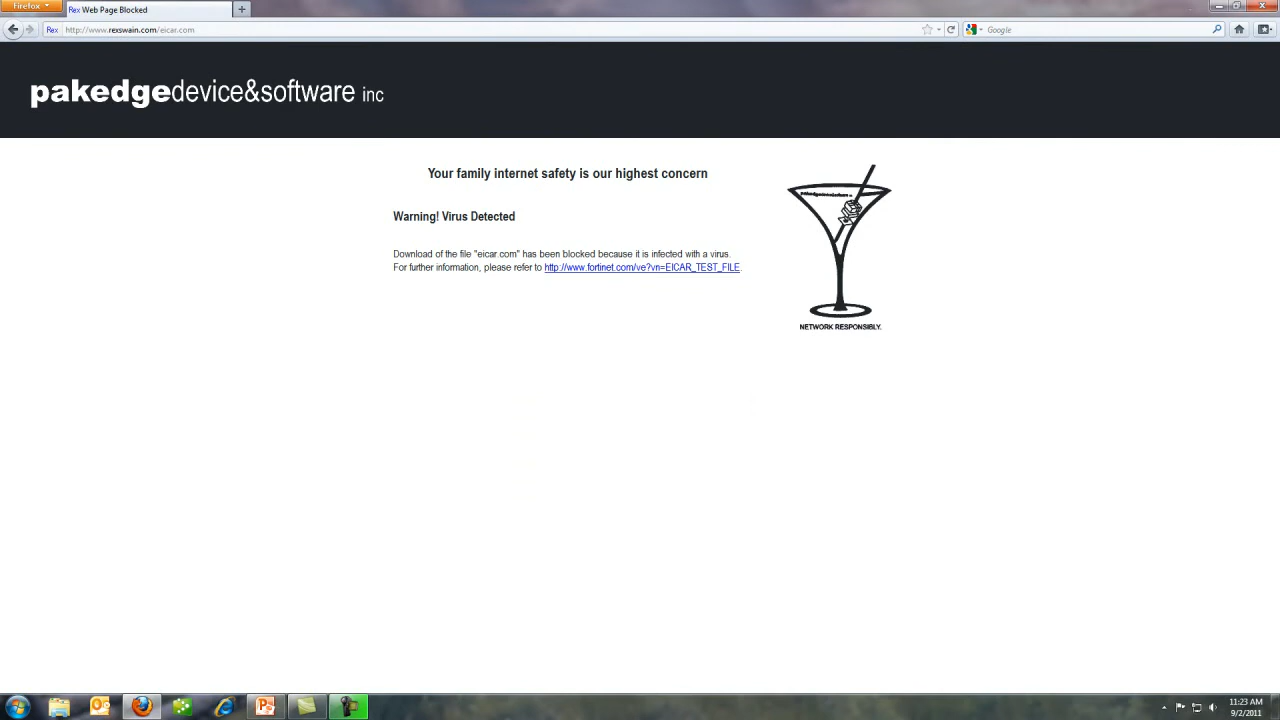 Firefox
Rex Web Page Blocked
Rex http://www.rexswain.com/eicar.com
Google
pakedgedevice&software inc
Your family internet safety is our highest concern
Warning! Virus Detected
Download of the file "eicar.com" has been blocked because it is infected with a virus.
For further information, please refer to http://www.fortinet.com/ve?vn=EICAR_TEST_FILE.
NETWORK RESPONSIBLY.
11:23 AM
9/2/2011